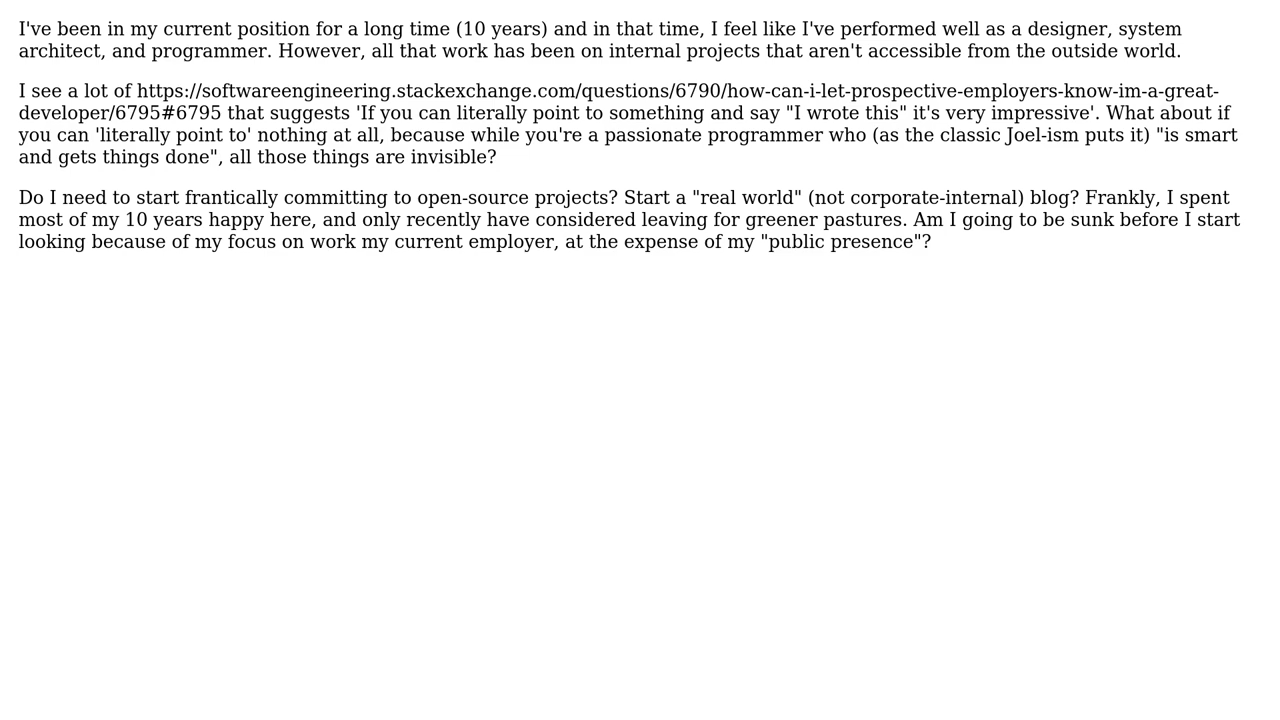 I've been in my current position for a long time (10 years) and in that time, I feel like I've performed well as a designer, system
architect, and programmer. However, all that work has been on internal projects that aren't accessible from the outside world.
I see a lot of https://softwareengineering.stackexchange.com/questions/6790/how-can-i-let-prospective-employers-know-im-a-great-
developer/6795#6795 that suggests 'If you can literally point to something and say "I wrote this" it's very impressive'. What about if
you can 'literally point to' nothing at all, because while you're a passionate programmer who (as the classic Joel-ism puts it) "is smart
and gets things done", all those things are invisible?
Do I need to start frantically committing to open-source projects? Start a "real world" (not corporate-internal) blog? Frankly, I spent
most of my 10 years happy here, and only recently have considered leaving for greener pastures. Am I going to be sunk before I start
looking because of my focus on work my current employer, at the expense of my "public presence"?